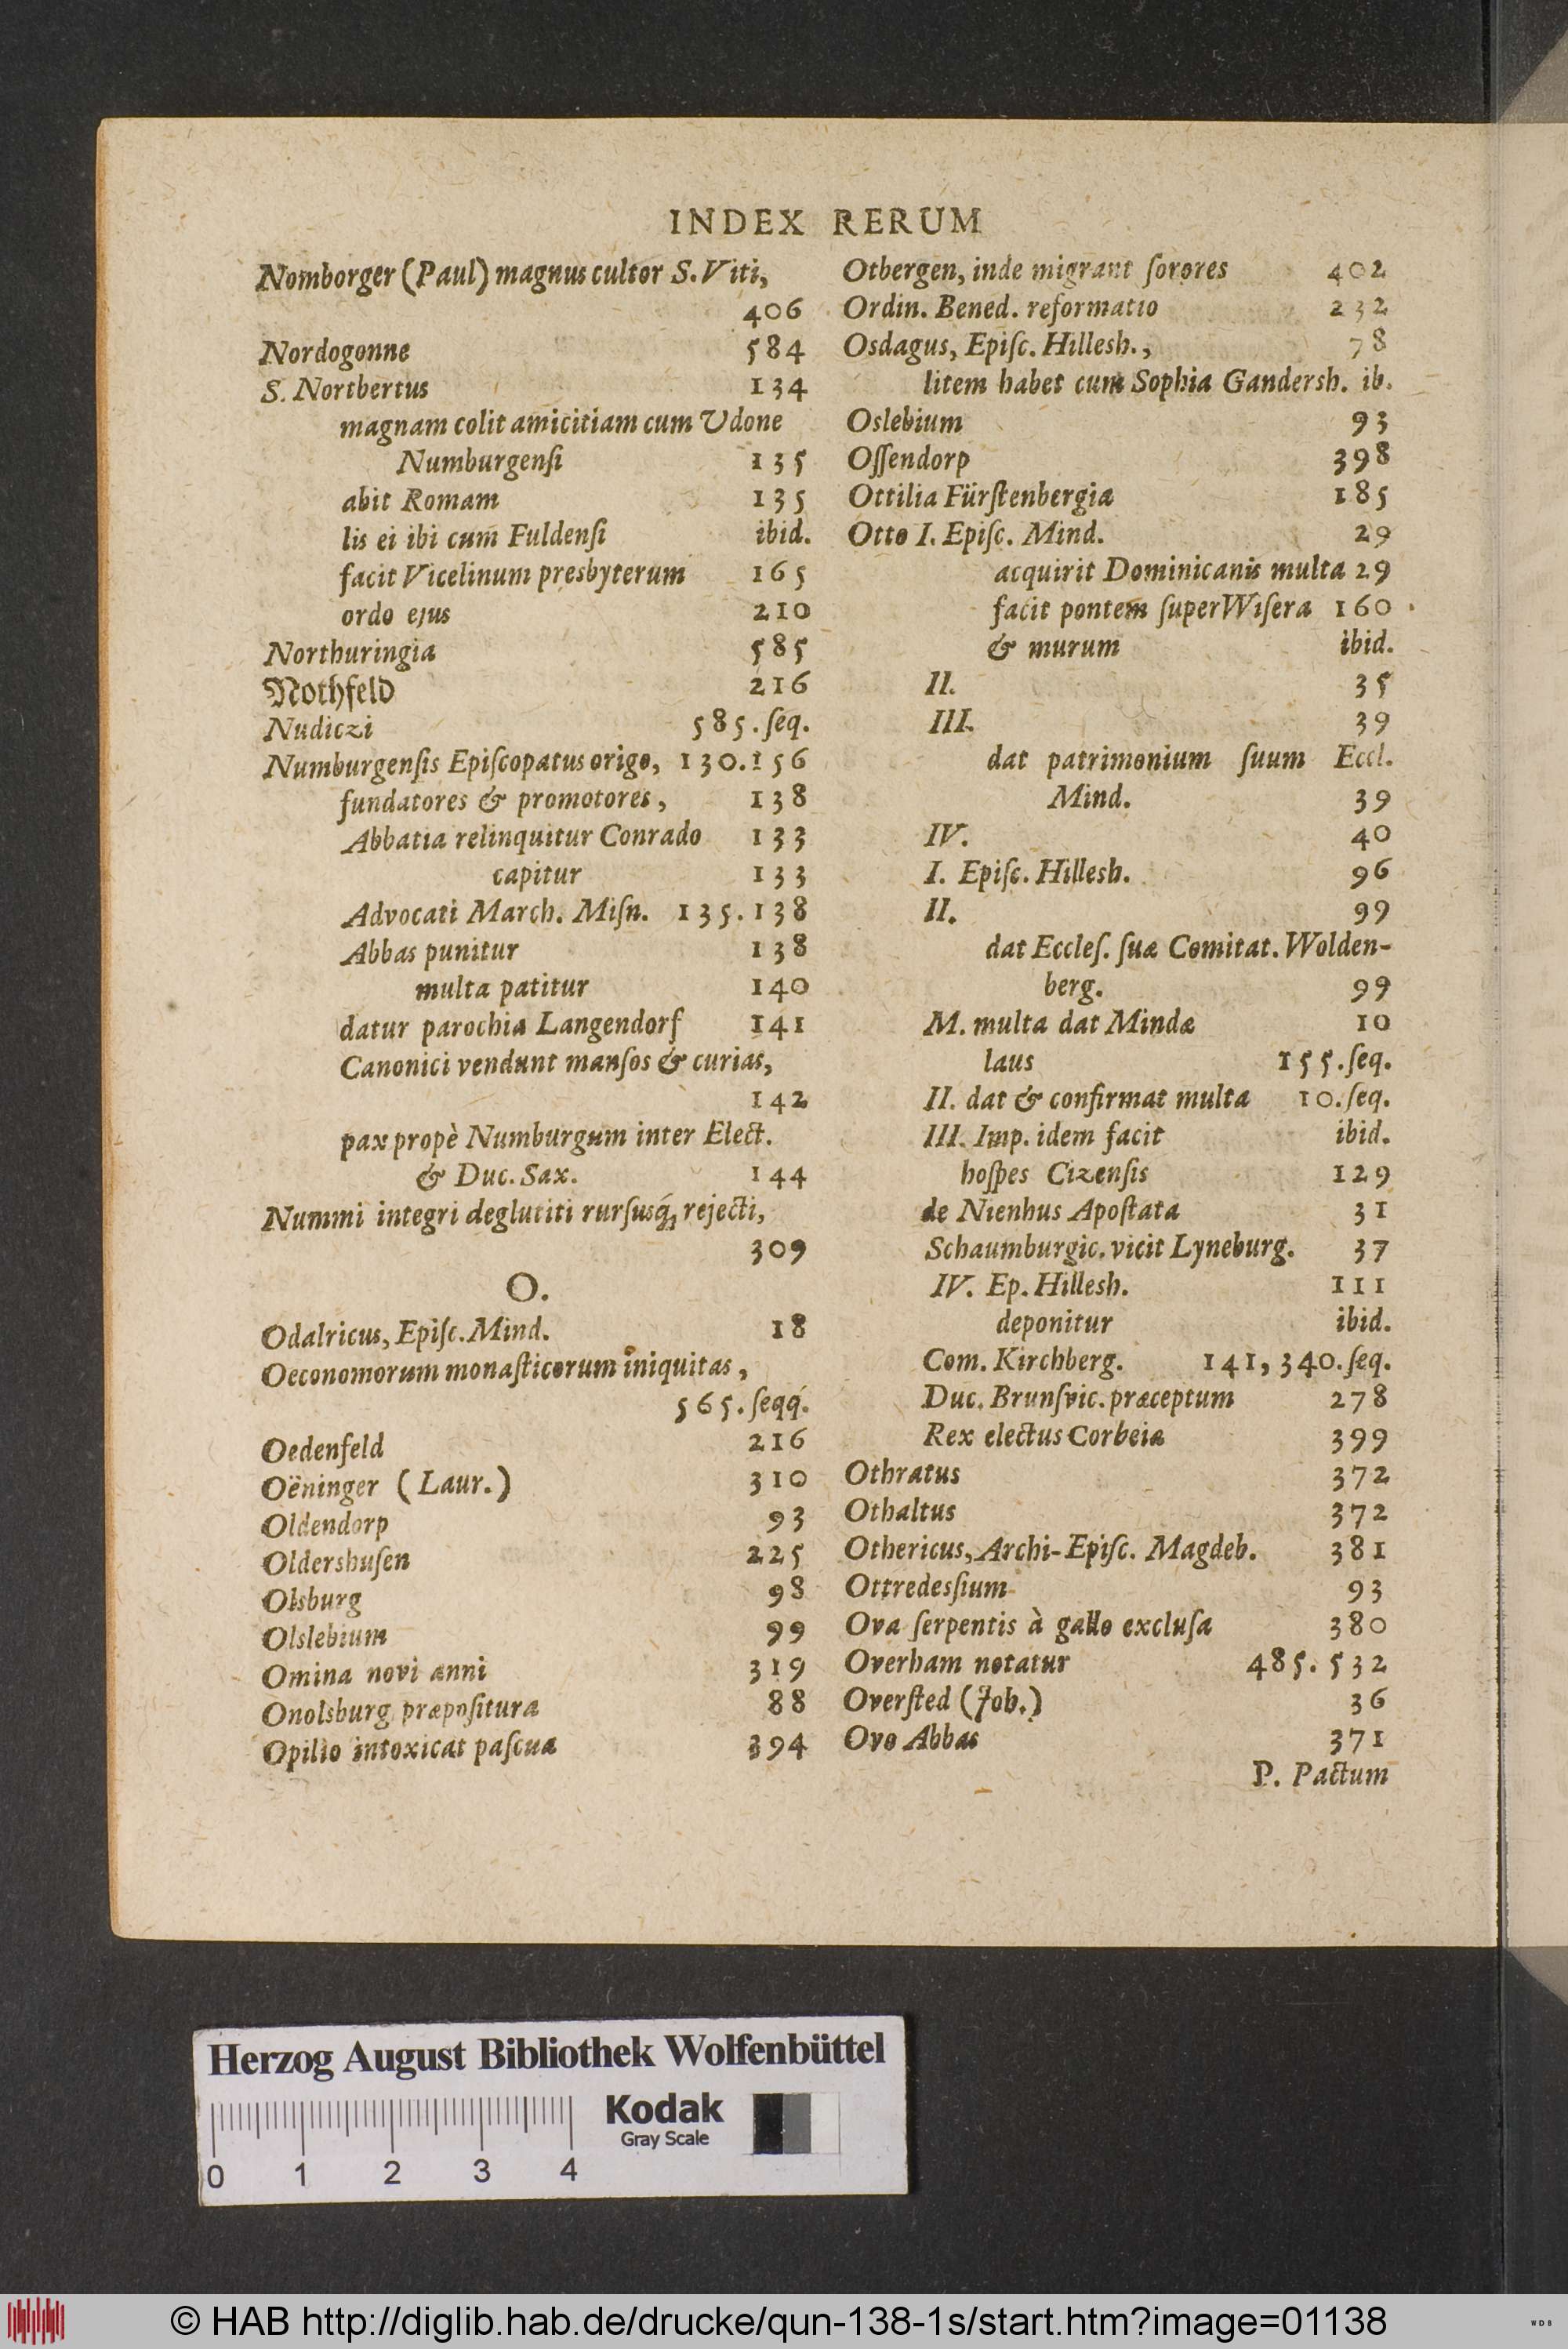 INDEX RERUM
Nomborger (Paul) magnus cultor S. Viti,
406
Nordogonne 584
S. Nortbertus 134
magnam colit amicitiam cum Udone
Numburgenſi 135
abit Romam 135
lis ei ibi cum Fuldenſi ibid.
facit Vicelinum presbyterum 165
ordo ejus 210
Northuringia 585
Nothfeld 216
Nudiczi 585. ſeq.
Numburgenſis Epiſcopatus origo, 130. 156
fundatores & promotores, 138
Abbatia relinquitur Conrado 133
capitur 133
Advocati March. Miſn. 135. 138
Abbas punitur 138
multa patitur 140
datur parochia Langendorf 141
Canonici vendunt manſos & curias,
142
pax propè Numburgum inter Elect.
& Duc. Sax. 144
Nummi integri deglutiti rurſusq́; rejecti,
309
O.
Odalricus, Epiſc. Mind. 18
Oeconomorum monaſticorum iniquitas,
565. ſeqq́.
Oedenfeld 216
Oëninger (Laur.) 310
Oldendorp 93
Oldershuſen 225
Olsburg 98
Olslebium 99
Omina novi anni 319
Onolsburg præpoſitura 88
Opilio intoxicat paſcua 394
Otbergen, inde migrant ſorores 402
Ordin. Bened. reformatio 232
Osdagus, Epiſc. Hillesh., 78
litem habet cum Sophia Gandersh. ib.
Oslebium 93
Oſſendorp 398
Ottilia Fürſtenbergia 185
Otto I. Epiſc. Mind. 29
acquirit Dominicanis multa 29
facit pontem ſuper Wiſera 160
& murum ibid.
II. 35
III. 39
dat patrimonium ſuum Eccl.
Mind. 39
IV. 40
I. Epiſc. Hillesh. 96
II. 99
dat Eccleſ. ſuæ Comitat. Wolden-
berg. 99
M. multa dat Mindæ 10
laus 155. ſeq.
II. dat & confirmat multa 10. ſeq.
III. Imp. idem facit ibid.
hoſpes Cizenſis 129
de Nienhus Apoſtata 31
Schaumburgic. vicit Lyneburg. 37
IV. Ep. Hillesh. 111
deponitur ibid.
Com. Kirchberg. 141, 340. ſeq.
Duc. Brunſvic. præceptum 278
Rex electus Corbeiæ 399
Othratus 372
Othaltus 372
Othericus, Archi-Epiſc. Magdeb. 381
Ottredesſium 93
Ova ſerpentis à gallo excluſa 380
Overham notatur 485. 532
Overſted (Joh.) 36
Ovo Abbas 371
P. Pactum
Herzog August Bibliothek Wolfenbüttel
Kodak
Gray Scale
0 1 2 3 4
© HAB http://diglib.hab.de/drucke/qun-138-1s/start.htm?image=01138
WDB